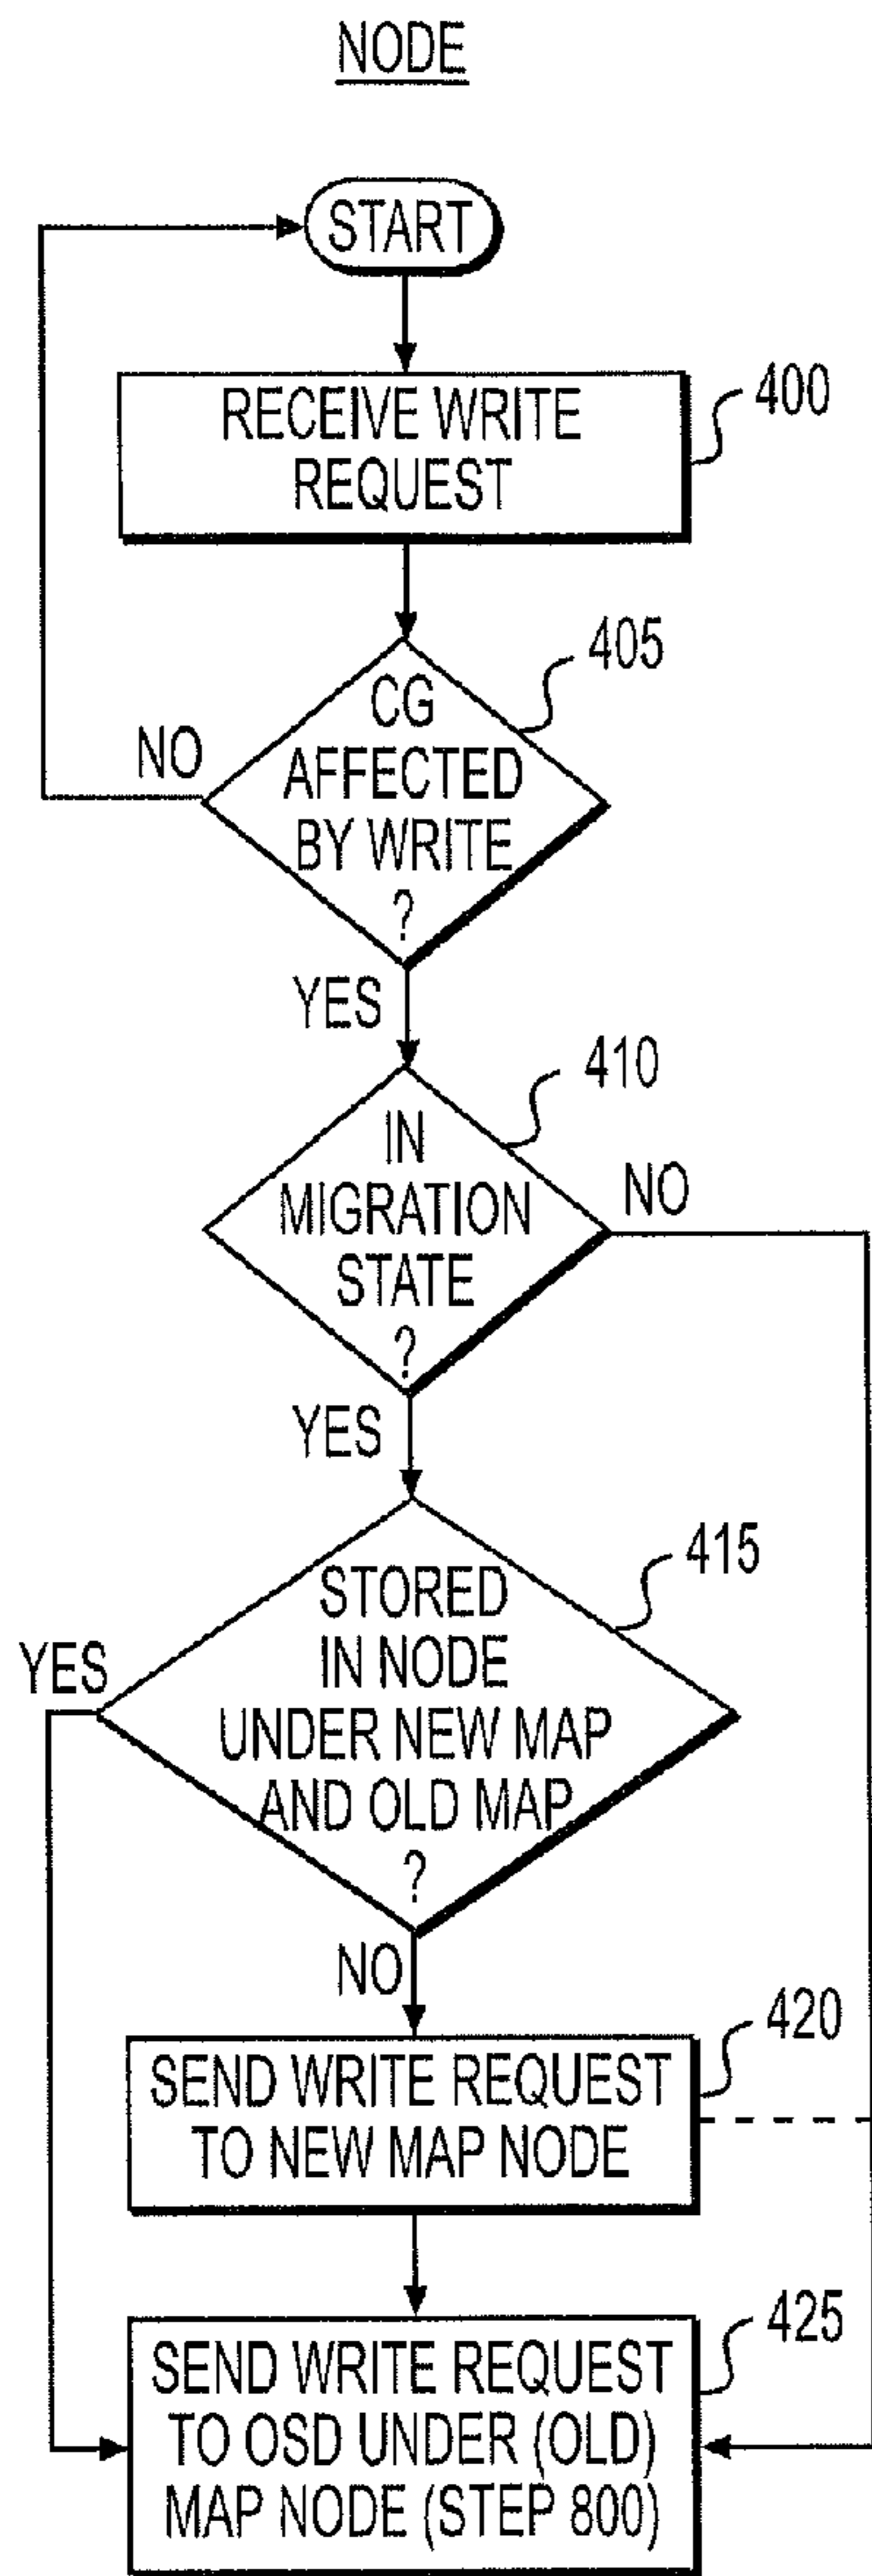 NODE
START
RECEIVE WRITE
REQUEST
400
405
CG
AFFECTED
BY WRITE
?
NO
YES
410
IN
MIGRATION
STATE
?
NO
YES
415
STORED
IN NODE
UNDER NEW MAP
AND OLD MAP
?
YES
NO
420
SEND WRITE REQUEST
TO NEW MAP NODE
425
SEND WRITE REQUEST
TO OSD UNDER (OLD)
MAP NODE (STEP 800)